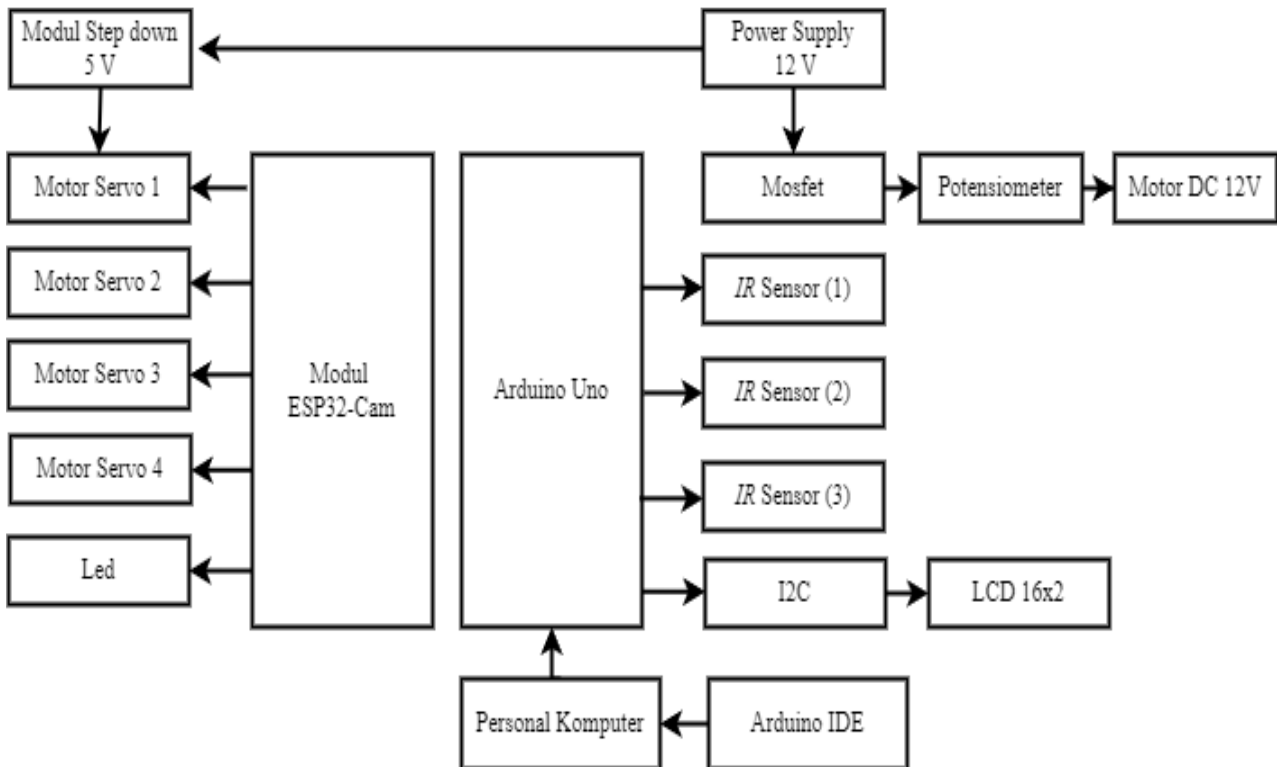 Modul Step down
5 V
Power Supply
12 V
Motor Servo 1
Mosfet
Potensiometer
Motor DC 12V
Motor Servo 2
IR Sensor (1)
Motor Servo 3
Modul
ESP32-Cam
Arduino Uno
IR Sensor (2)
Motor Servo 4
IR Sensor (3)
Led
I2C
LCD 16x2
Personal Komputer
Arduino IDE